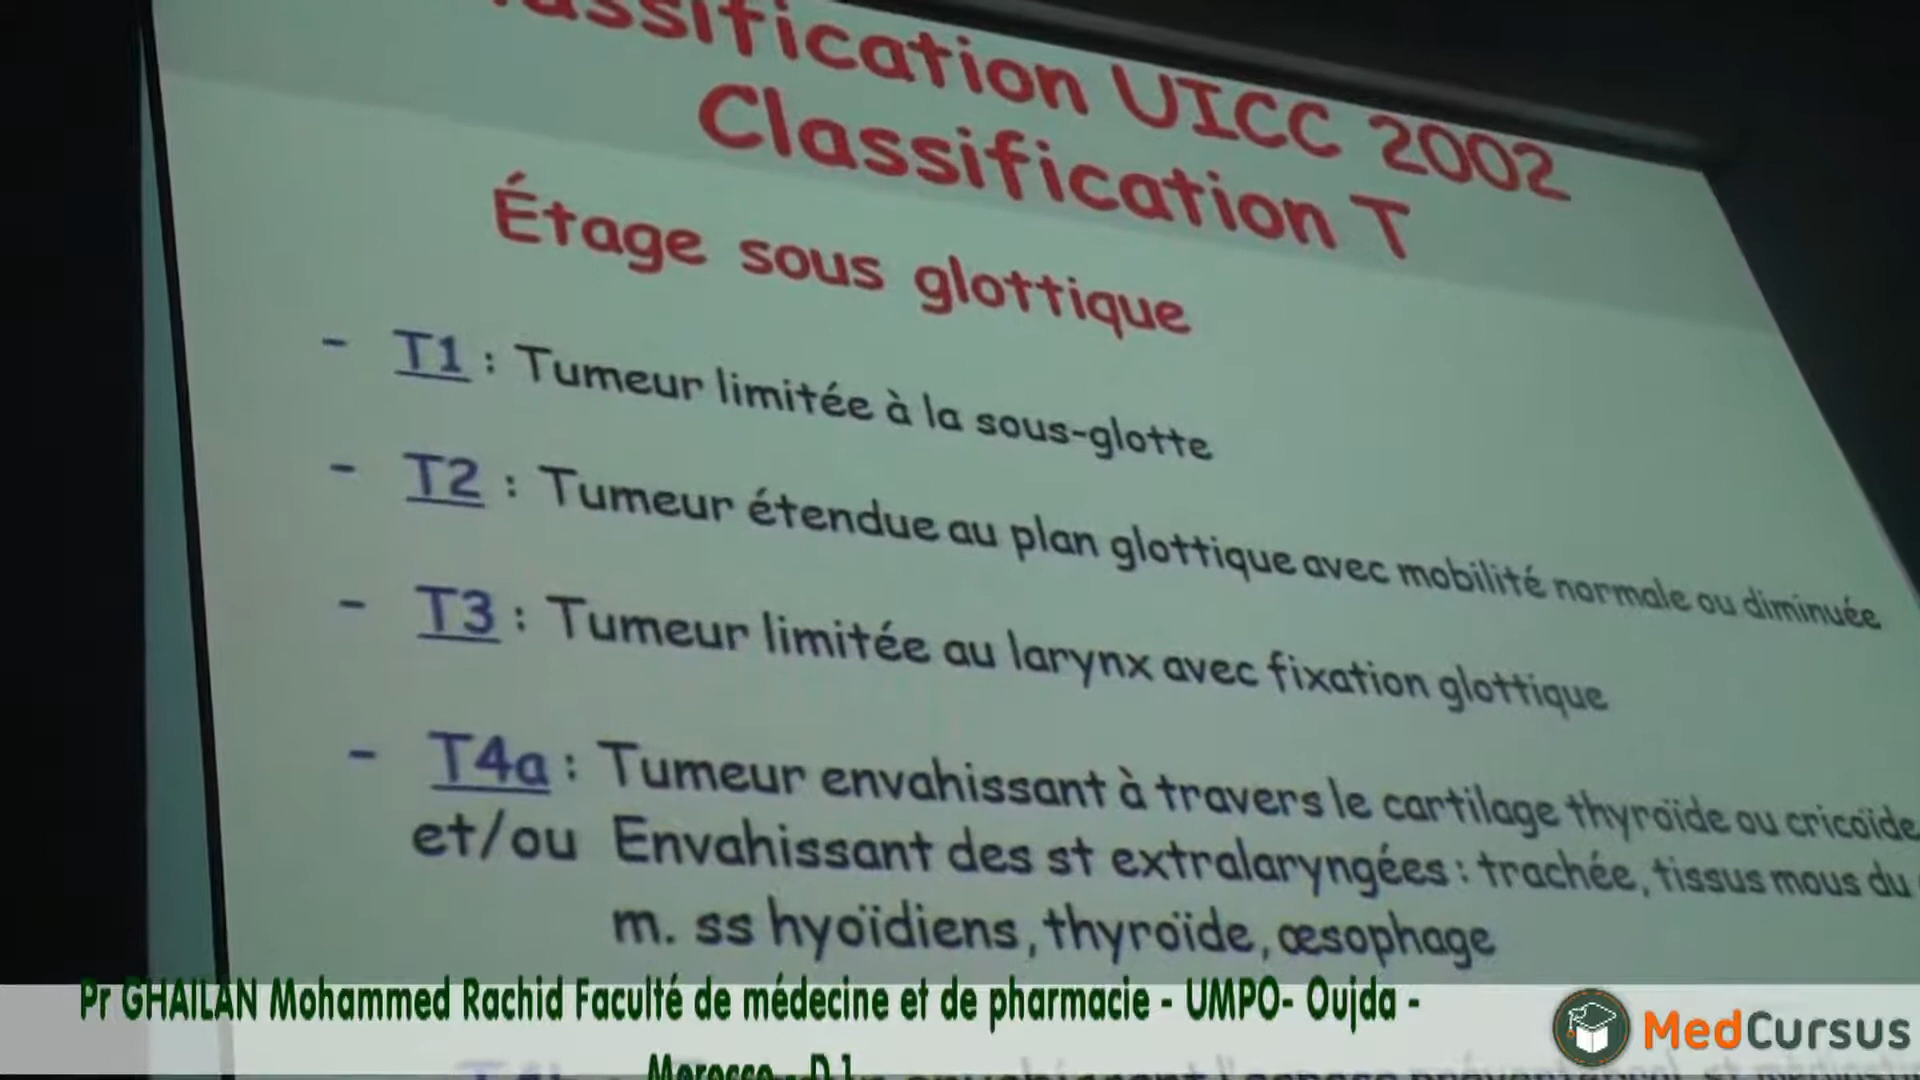 Classification UICC 2002
Classification T
Étage sous glottique
- T1 : Tumeur limitée à la sous-glotte
- T2 : Tumeur étendue au plan glottique avec mobilité normale ou diminuée
- T3 : Tumeur limitée au larynx avec fixation glottique
- T4a : Tumeur envahissant à travers le cartilage thyroïde ou cricoïde
et/ou Envahissant des st extralaryngées : trachée, tissus mous du
m. ss hyoïdiens, thyroïde, œsophage
Pr GHAILAN Mohammed Rachid Faculté de médecine et de pharmacie - UMPO- Oujda -
Morocco
MedCursus